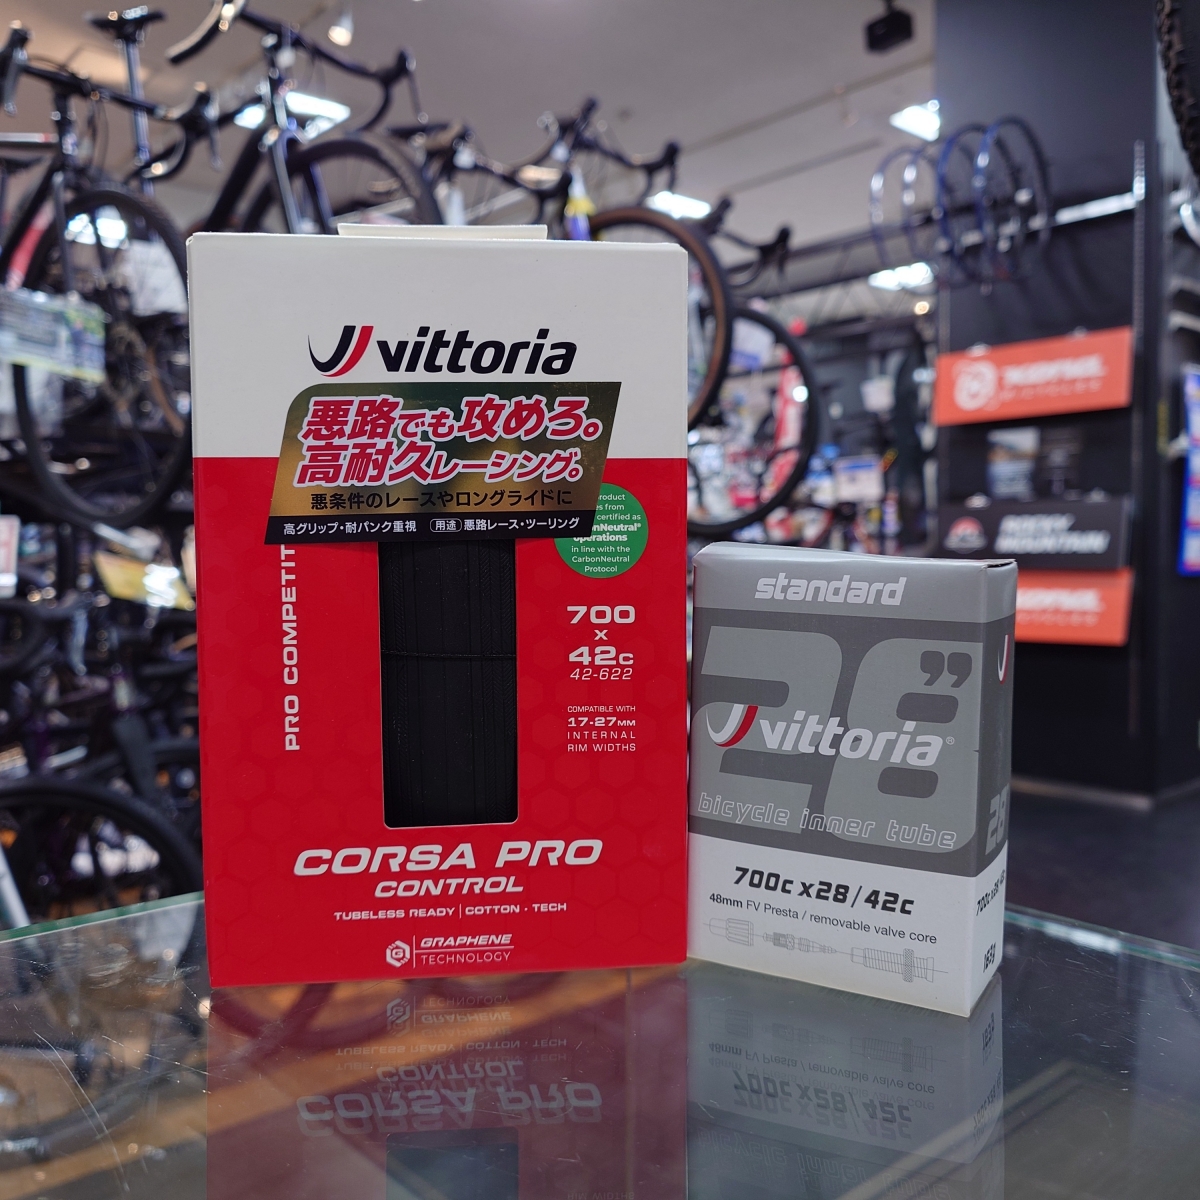 vittoria
悪路でも攻めろ。
高耐久レーシング。
悪条件のレースやロングライドに
高グリップ・耐パンク重視 用途 悪路レース・ツーリング
certified as
operations
in line with the
CarbonNeutral
Protocol
PRO COMPETIT
700
x
42c
42-622
COMPATIBLE WITH
17-27MM
INTERNAL
RIM WIDTHS
CORSA PRO
CONTROL
TUBELESS READY | COTTON · TECH
G GRAPHENE
TECHNOLOGY
standard
28"
vittoria®
bicycle inner tube
700c x28/42c
48mm FV Presta / removable valve core
28
163g